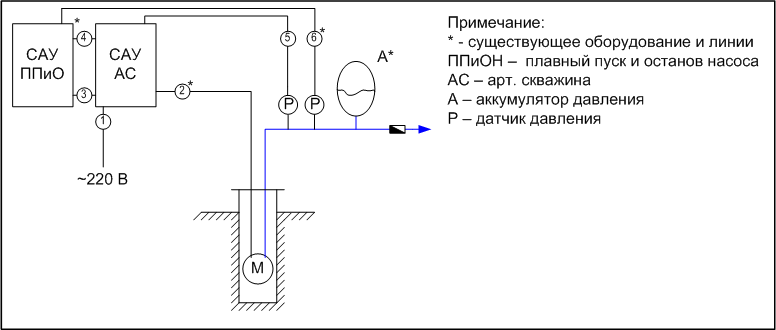 САУ
ППиО
*
4
3
САУ
АС
1
2
*
~220 В
5
6
*
Р
Р
А*
М
Примечание:
* - существующее оборудование и линии
ППиОН – плавный пуск и останов насоса
АС – арт. скважина
А – аккумулятор давления
Р – датчик давления